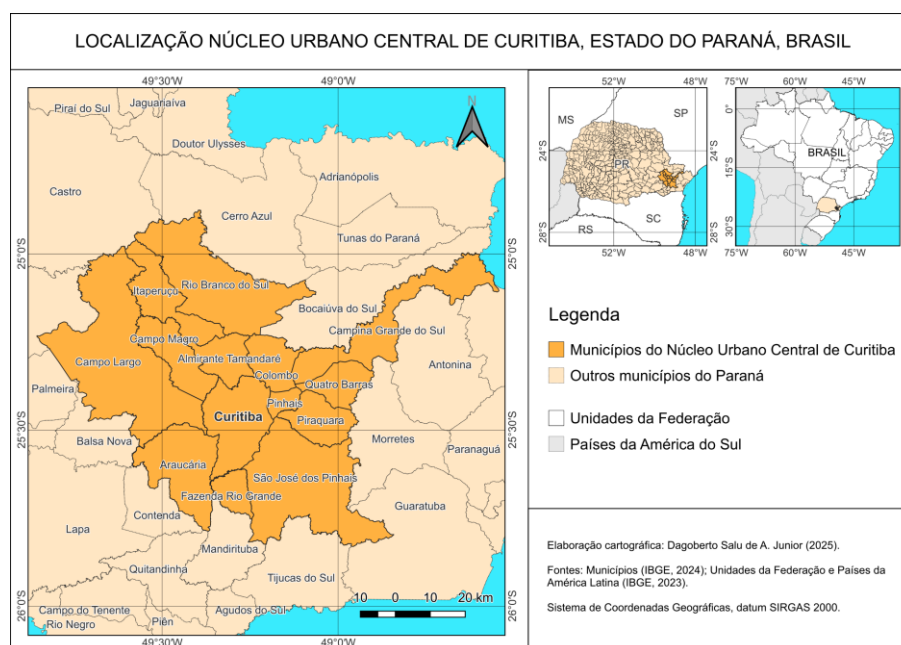 LOCALIZAÇÃO NÚCLEO URBANO CENTRAL DE CURITIBA, ESTADO DO PARANÁ, BRASIL
49°30'W 49°0'W
N
Piraí do Sul
Jaguariaíva
Doutor Ulysses
Adrianópolis
Castro
Cerro Azul
Tunas do Paraná
25°0'S 25°0'S
Itaperuçu
Rio Branco do Sul
Bocaiúva do Sul
Campina Grande do Sul
Campo Magro
Campo Largo
Almirante Tamandaré
Colombo
Antonina
Quatro Barras
Palmeira
Pinhais
Curitiba
Piraquara
25°30'S 25°30'S
Balsa Nova
Morretes
Paranaguá
Araucária
São José dos Pinhais
Fazenda Rio Grande
Guaratuba
Contenda
Lapa
Mandirituba
Quitandinha
Tijucas do Sul
26°0'S 26°0'S
Campo do Tenente
Agudos do Sul
Rio Negro
Piên
10 0 10 20 km
49°30'W 49°0'W
52°W 48°W
MS
SP
24°S 24°S
PR
SC
RS
28°S 28°S
52°W 48°W
75°W 60°W 45°W
0°
BRASIL
15°S
30°S
75°W 60°W 45°W
Legenda
Municípios do Núcleo Urbano Central de Curitiba
Outros municípios do Paraná
Unidades da Federação
Países da América do Sul
Elaboração cartográfica: Dagoberto Salu de A. Junior (2025).
Fontes: Municípios (IBGE, 2024); Unidades da Federação e Países da
América Latina (IBGE, 2023).
Sistema de Coordenadas Geográficas, datum SIRGAS 2000.